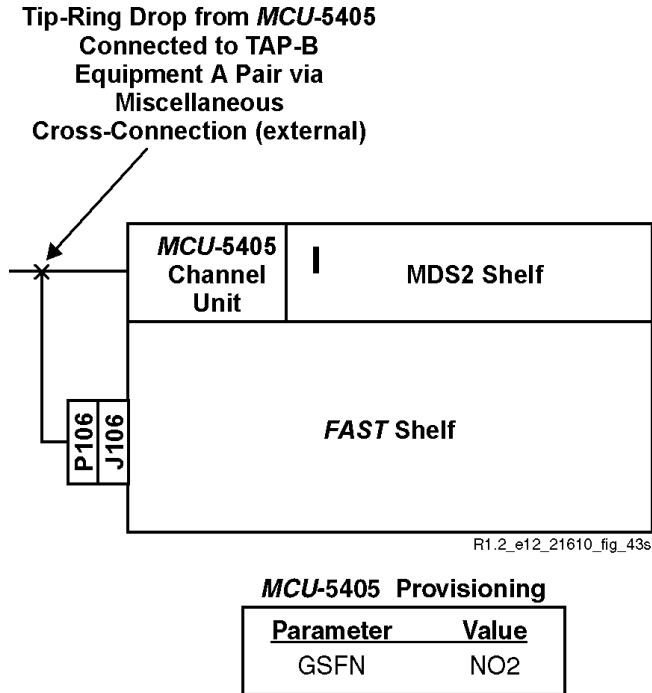 Tip-Ring Drop from MCU-5405
Connected to TAP-B
Equipment A Pair via
Miscellaneous
Cross-Connection (external)
MCU-5405
Channel
Unit
MDS2 Shelf
P106
J106
FAST Shelf
R1.2_e12_21610_fig_43s
MCU-5405 Provisioning
Parameter Value
GSFN NO2